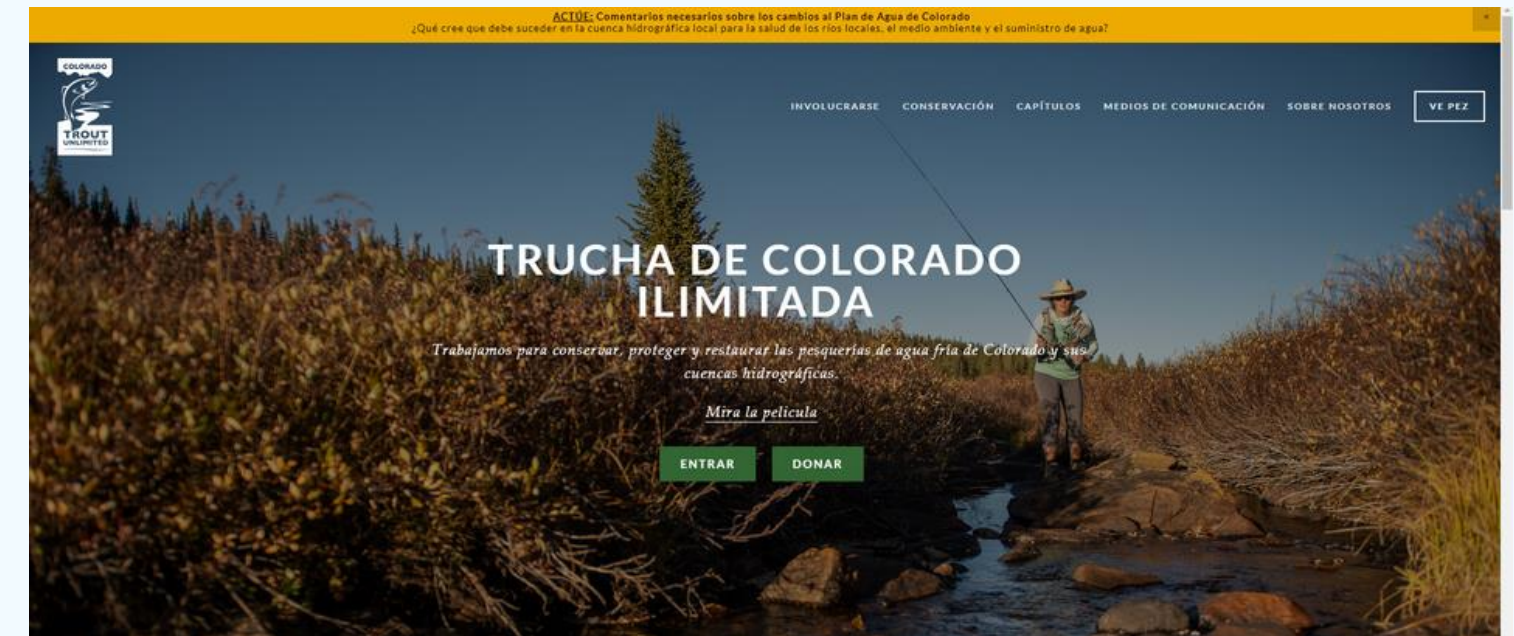 ACTÚE: Comentarios necesarios sobre los cambios al Plan de Agua de Colorado
¿Qué cree que debe suceder en la cuenca hidrográfica local para la salud de los ríos locales, el medio ambiente y el suministro de agua?
COLORADO
TROUT
UNLIMITED
INVOLUCRARSE CONSERVACIÓN CAPÍTULOS MEDIOS DE COMUNICACIÓN SOBRE NOSOTROS VE PEZ
TRUCHA DE COLORADO
ILIMITADA
Trabajamos para conservar, proteger y restaurar las pesquerías de agua fría de Colorado y sus
cuencas hidrográficas.
Mira la película
ENTRAR DONAR